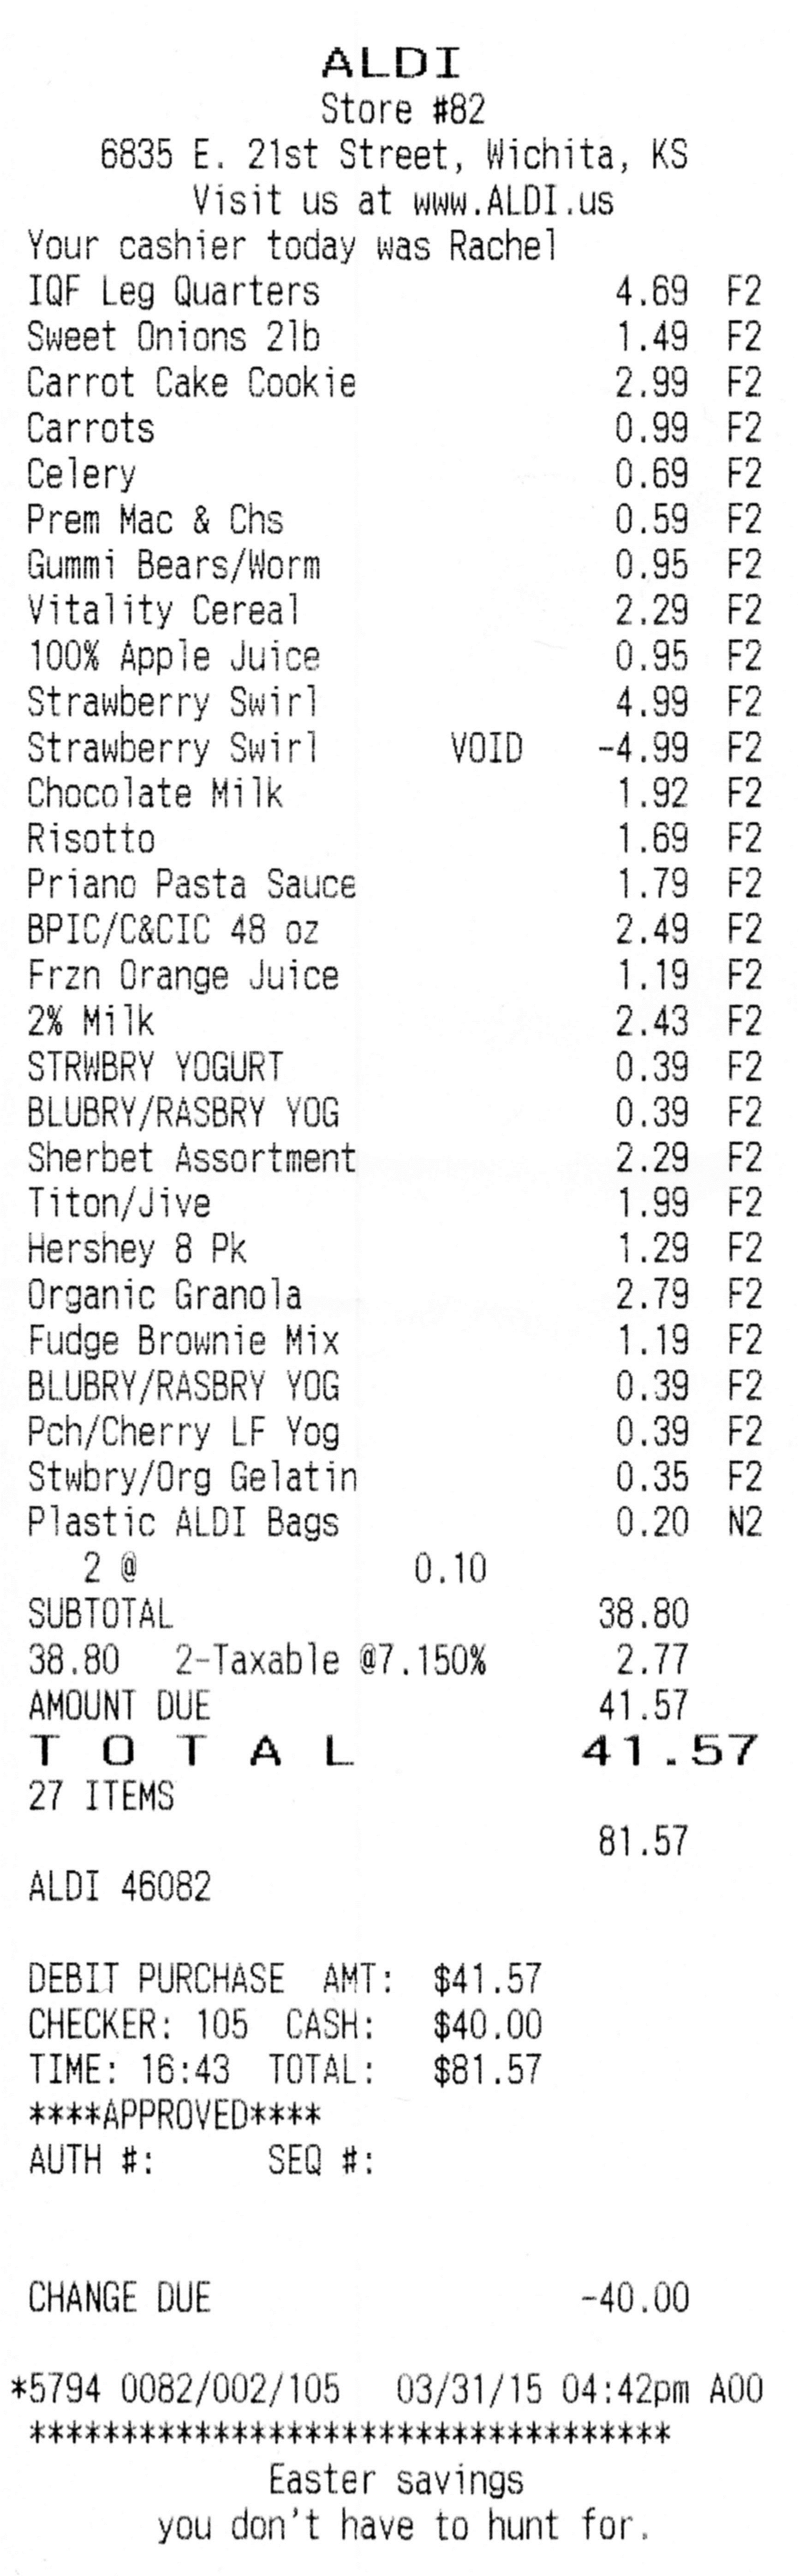 ALDI
Store #82
6835 E. 21st Street, Wichita, KS
Visit us at www.ALDI.us
Your cashier today was Rachel
IQF Leg Quarters 4.69 F2
Sweet Onions 2lb 1.49 F2
Carrot Cake Cookie 2.99 F2
Carrots 0.99 F2
Celery 0.69 F2
Prem Mac & Chs 0.59 F2
Gummi Bears/Worm 0.95 F2
Vitality Cereal 2.29 F2
100% Apple Juice 0.95 F2
Strawberry Swirl 4.99 F2
Strawberry Swirl VOID -4.99 F2
Chocolate Milk 1.92 F2
Risotto 1.69 F2
Priano Pasta Sauce 1.79 F2
BPIC/C&CIC 48 oz 2.49 F2
Frzn Orange Juice 1.19 F2
2% Milk 2.43 F2
STRWBRY YOGURT 0.39 F2
BLUBRY/RASBRY YOG 0.39 F2
Sherbet Assortment 2.29 F2
Titon/Jive 1.99 F2
Hershey 8 Pk 1.29 F2
Organic Granola 2.79 F2
Fudge Brownie Mix 1.19 F2
BLUBRY/RASBRY YOG 0.39 F2
Pch/Cherry LF Yog 0.39 F2
Stwbry/Org Gelatin 0.35 F2
Plastic ALDI Bags 0.20 N2
2 @ 0.10
SUBTOTAL 38.80
38.80 2-Taxable @7.150% 2.77
AMOUNT DUE 41.57
T O T A L 41.57
27 ITEMS
81.57
ALDI 46082
DEBIT PURCHASE AMT: $41.57
CHECKER: 105 CASH: $40.00
TIME: 16:43 TOTAL: $81.57
****APPROVED****
AUTH #: SEQ #:
CHANGE DUE -40.00
*5794 0082/002/105 03/31/15 04:42pm A00
***********************************
Easter savings
you don't have to hunt for.